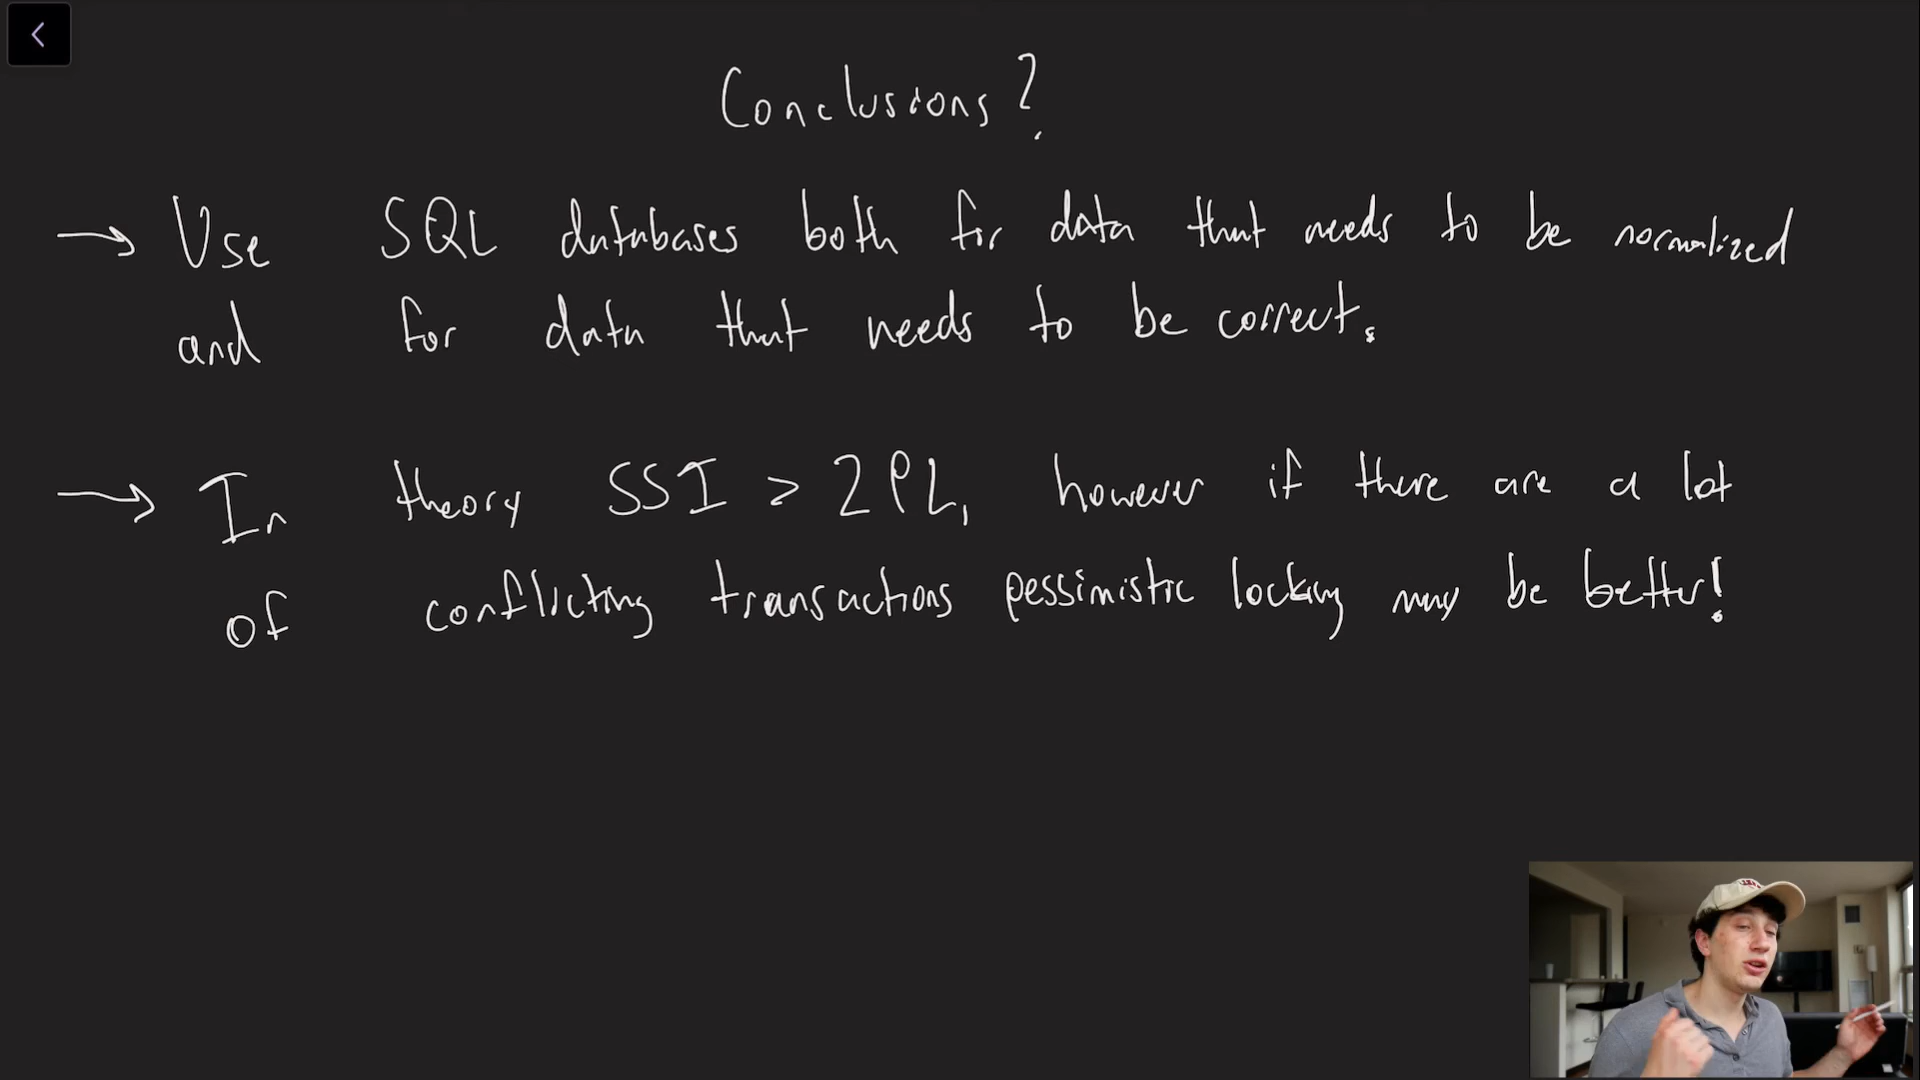 Conclusions?
→ Use SQL databases both for data that needs to be normalized
and for data that needs to be correct.
→ In theory SSI > 2PL, however if there are a lot
of conflicting transactions pessimistic locking may be better!